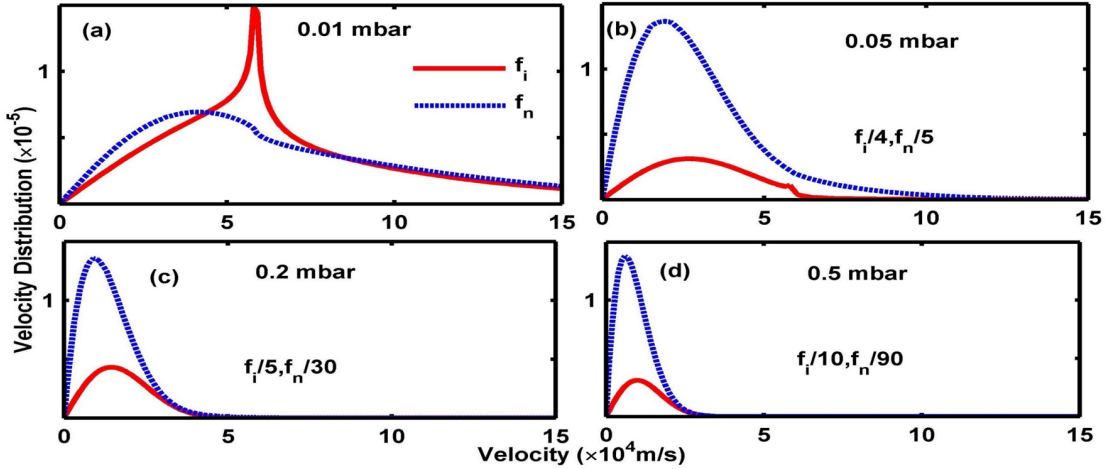 Velocity Distribution (×10⁻⁵)
(a)
0.01 mbar
f_i
f_n
1
0
5
10
15
(b)
0.05 mbar
f_i/4,f_n/5
1
0
5
10
15
(c)
0.2 mbar
f_i/5,f_n/30
1
0
5
10
15
(d)
0.5 mbar
f_i/10,f_n/90
1
0
5
10
15
Velocity (×10⁴m/s)